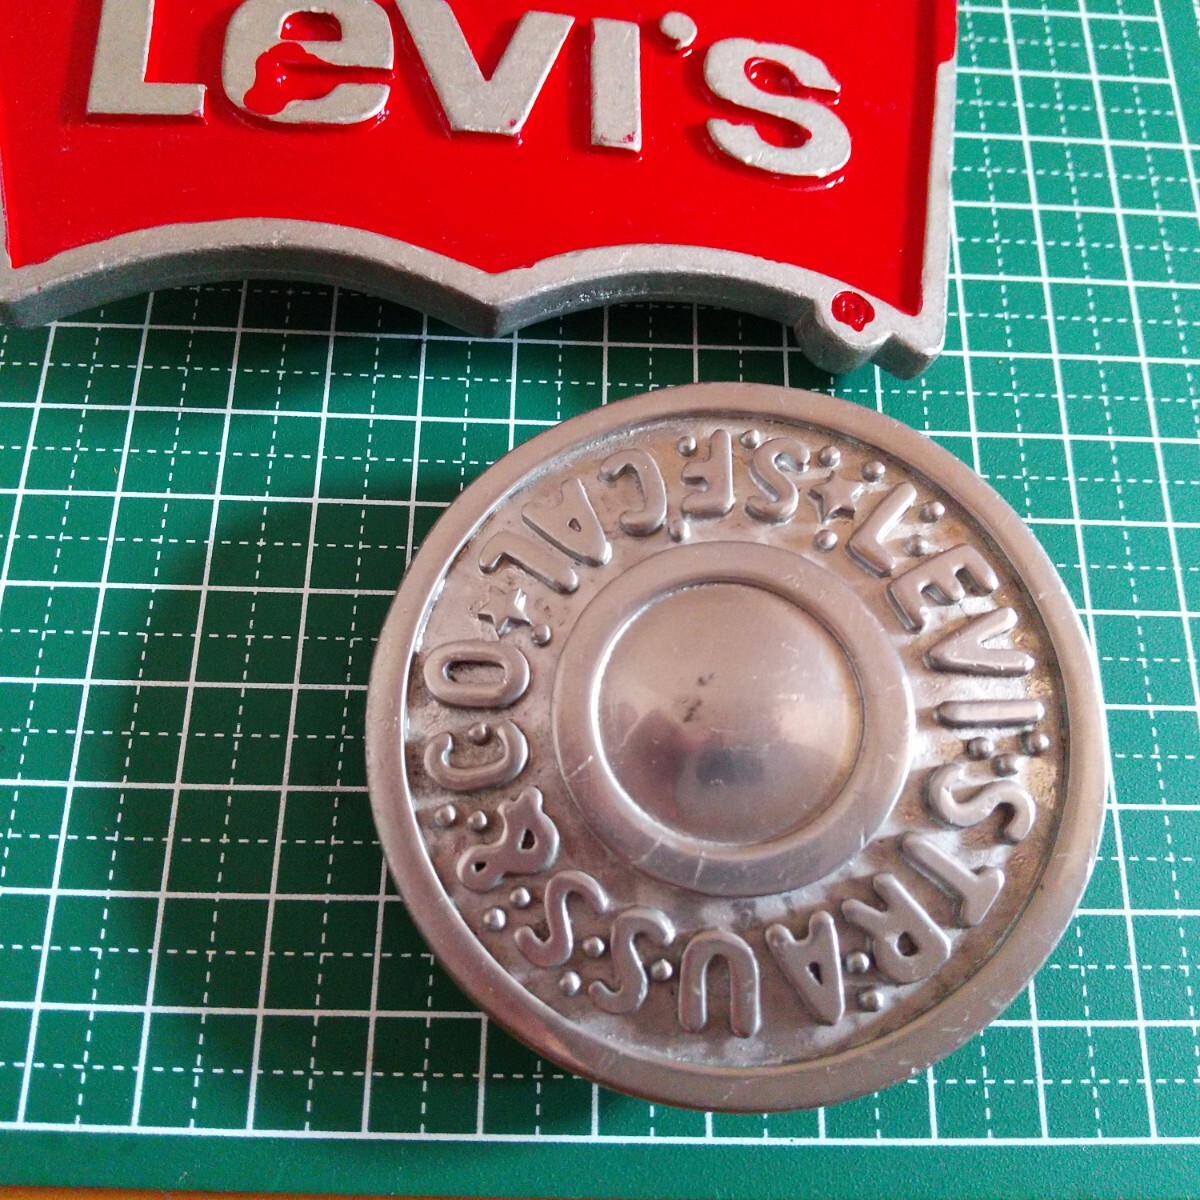 Levi's
LEVI STRAUSS & CO ★ S F CAL ★